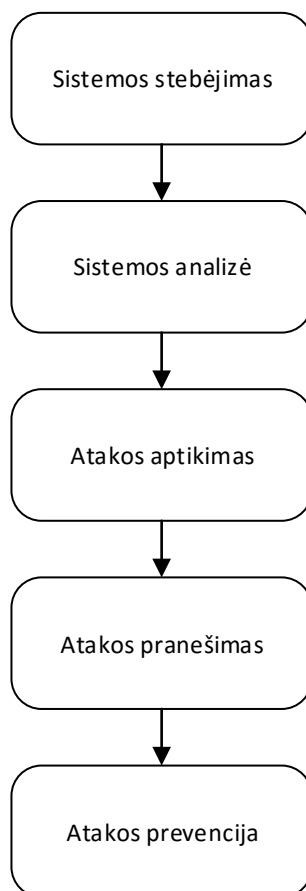 Sistemos stebėjimas
Sistemos analizė
Atakos aptikimas
Atakos pranešimas
Atakos prevencija